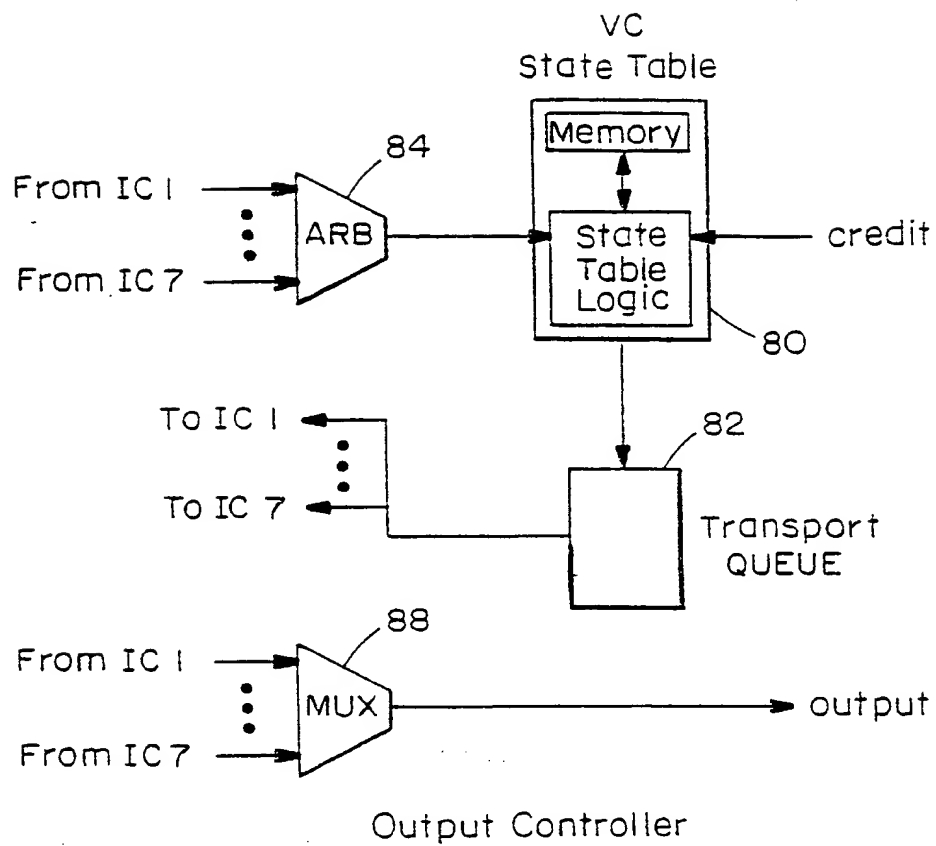 VC
State Table
Memory
84
From IC 1
ARB
State
Table
Logic
credit
From IC 7
80
To IC 1
82
To IC 7
Transport
QUEUE
88
From IC 1
MUX
output
From IC 7
Output Controller